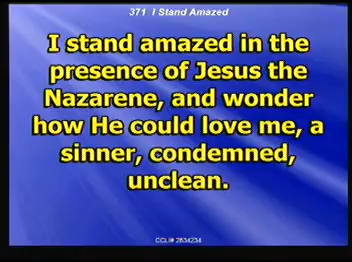 371 I Stand Amazed
I stand amazed in the
presence of Jesus the
Nazarene, and wonder
how He could love me, a
sinner, condemned,
unclean.
CCLI# 2634234